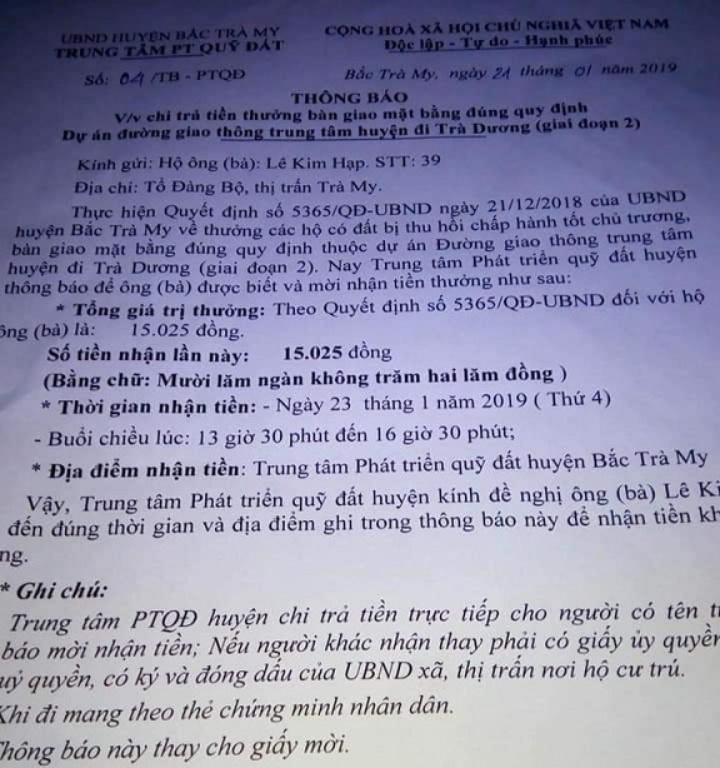 UBND HUYỆN BẮC TRÀ MY CỘNG HOÀ XÃ HỘI CHỦ NGHĨA VIỆT NAM
TRUNG TÂM PT QUỸ ĐẤT Độc lập - Tự do - Hạnh phúc
Số: 04 /TB - PTQĐ Bắc Trà My, ngày 21 tháng 01 năm 2019
THÔNG BÁO
V/v chi trả tiền thưởng bàn giao mặt bằng đúng quy định
Dự án đường giao thông trung tâm huyện đi Trà Dương (giai đoạn 2)
Kính gửi: Hộ ông (bà): Lê Kim Hạp. STT: 39
Địa chỉ: Tổ Đàng Bộ, thị trấn Trà My.
Thực hiện Quyết định số 5365/QĐ-UBND ngày 21/12/2018 của UBND
huyện Bắc Trà My về thưởng các hộ có đất bị thu hồi chấp hành tốt chủ trương,
bàn giao mặt bằng đúng quy định thuộc dự án Đường giao thông trung tâm
huyện đi Trà Dương (giai đoạn 2). Nay Trung tâm Phát triển quỹ đất huyện
thông báo để ông (bà) được biết và mời nhận tiền thưởng như sau:
* Tổng giá trị thưởng: Theo Quyết định số 5365/QĐ-UBND đối với hộ
ông (bà) là: 15.025 đồng.
Số tiền nhận lần này: 15.025 đồng
(Bằng chữ: Mười lăm ngàn không trăm hai lăm đồng )
* Thời gian nhận tiền: - Ngày 23 tháng 1 năm 2019 ( Thứ 4)
- Buổi chiều lúc: 13 giờ 30 phút đến 16 giờ 30 phút;
* Địa điểm nhận tiền: Trung tâm Phát triển quỹ đất huyện Bắc Trà My
Vậy, Trung tâm Phát triển quỹ đất huyện kính đề nghị ông (bà) Lê Ki
đến đúng thời gian và địa điểm ghi trong thông báo này để nhận tiền kh
ng.
* Ghi chú:
Trung tâm PTQĐ huyện chi trả tiền trực tiếp cho người có tên t
báo mời nhận tiền; Nếu người khác nhận thay phải có giấy ủy quyền
uỷ quyền, có ký và đóng dấu của UBND xã, thị trấn nơi hộ cư trú.
Khi đi mang theo thẻ chứng minh nhân dân.
Thông báo này thay cho giấy mời.